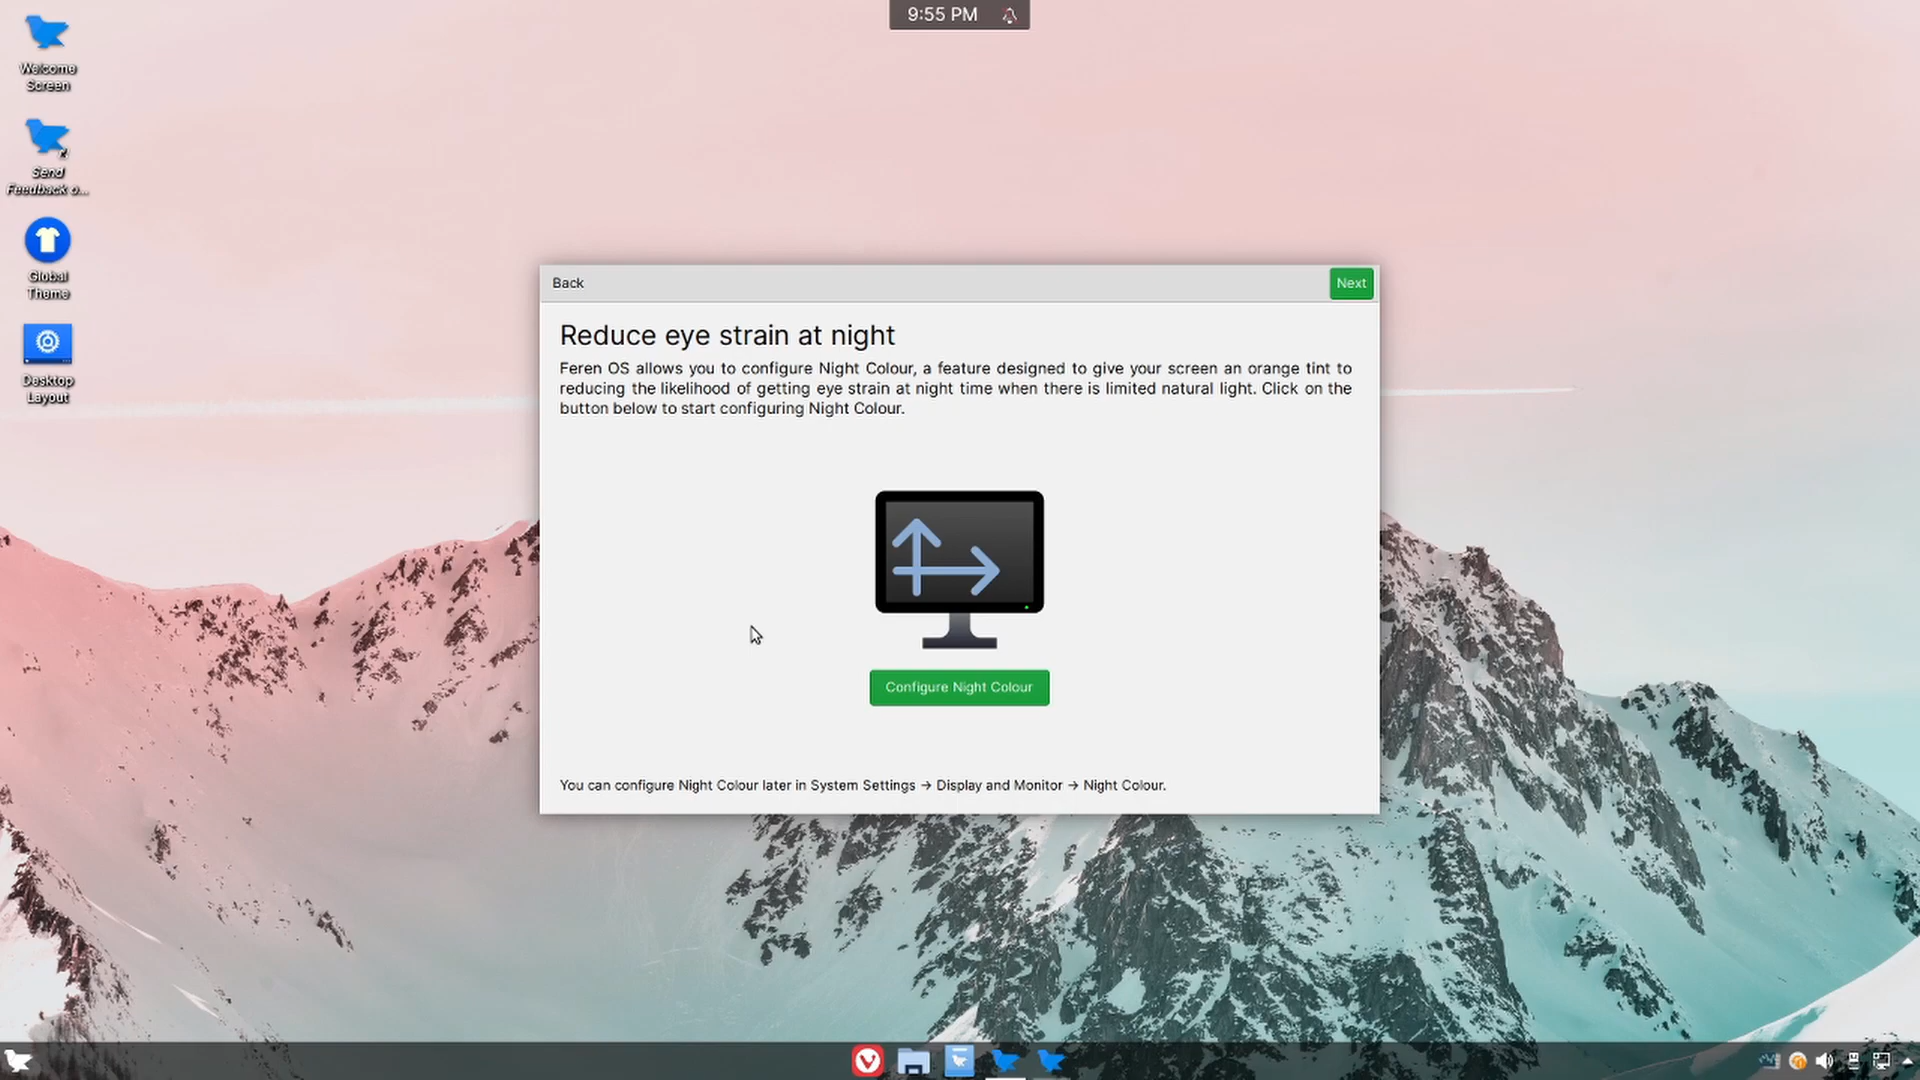 9:55 PM
Welcome
Screen
Send
Feedback o...
Global
Theme
Desktop
Layout
Back
Next
Reduce eye strain at night
Feren OS allows you to configure Night Colour, a feature designed to give your screen an orange tint to
reducing the likelihood of getting eye strain at night time when there is limited natural light. Click on the
button below to start configuring Night Colour.
Configure Night Colour
You can configure Night Colour later in System Settings → Display and Monitor → Night Colour.